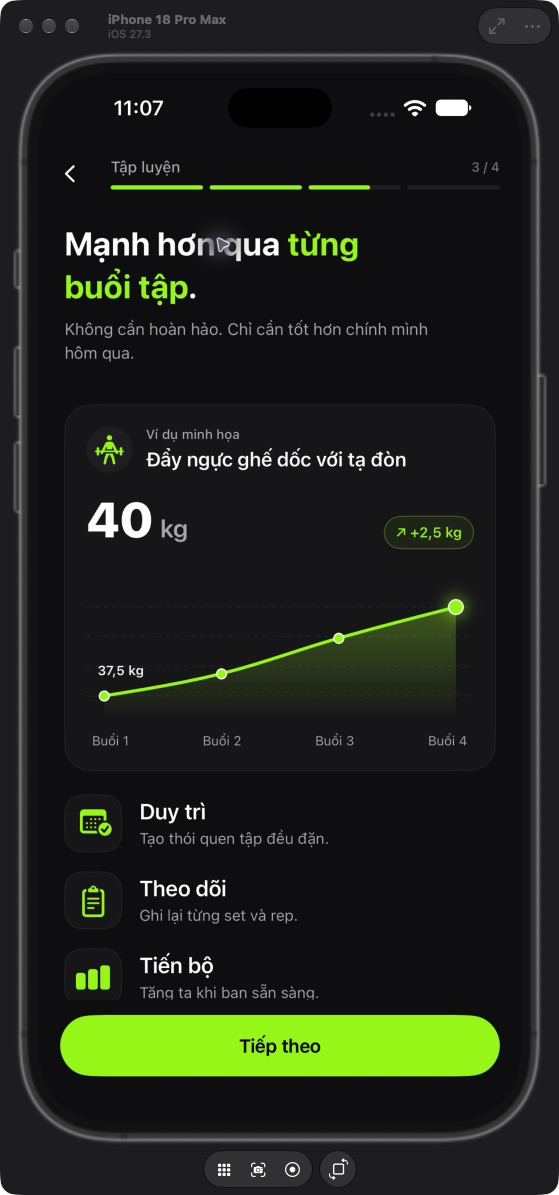 iPhone 18 Pro Max
iOS 27.3
11:07
Tập luyện
3 / 4
Mạnh hơn qua từng
buổi tập.
Không cần hoàn hảo. Chỉ cần tốt hơn chính mình
hôm qua.
Ví dụ minh họa
Đẩy ngực ghế dốc với tạ đòn
40 kg
+2,5 kg
37,5 kg
Buổi 1
Buổi 2
Buổi 3
Buổi 4
Duy trì
Tạo thói quen tập đều đặn.
Theo dõi
Ghi lại từng set và rep.
Tiến bộ
Tăng tạ khi bạn sẵn sàng.
Tiếp theo